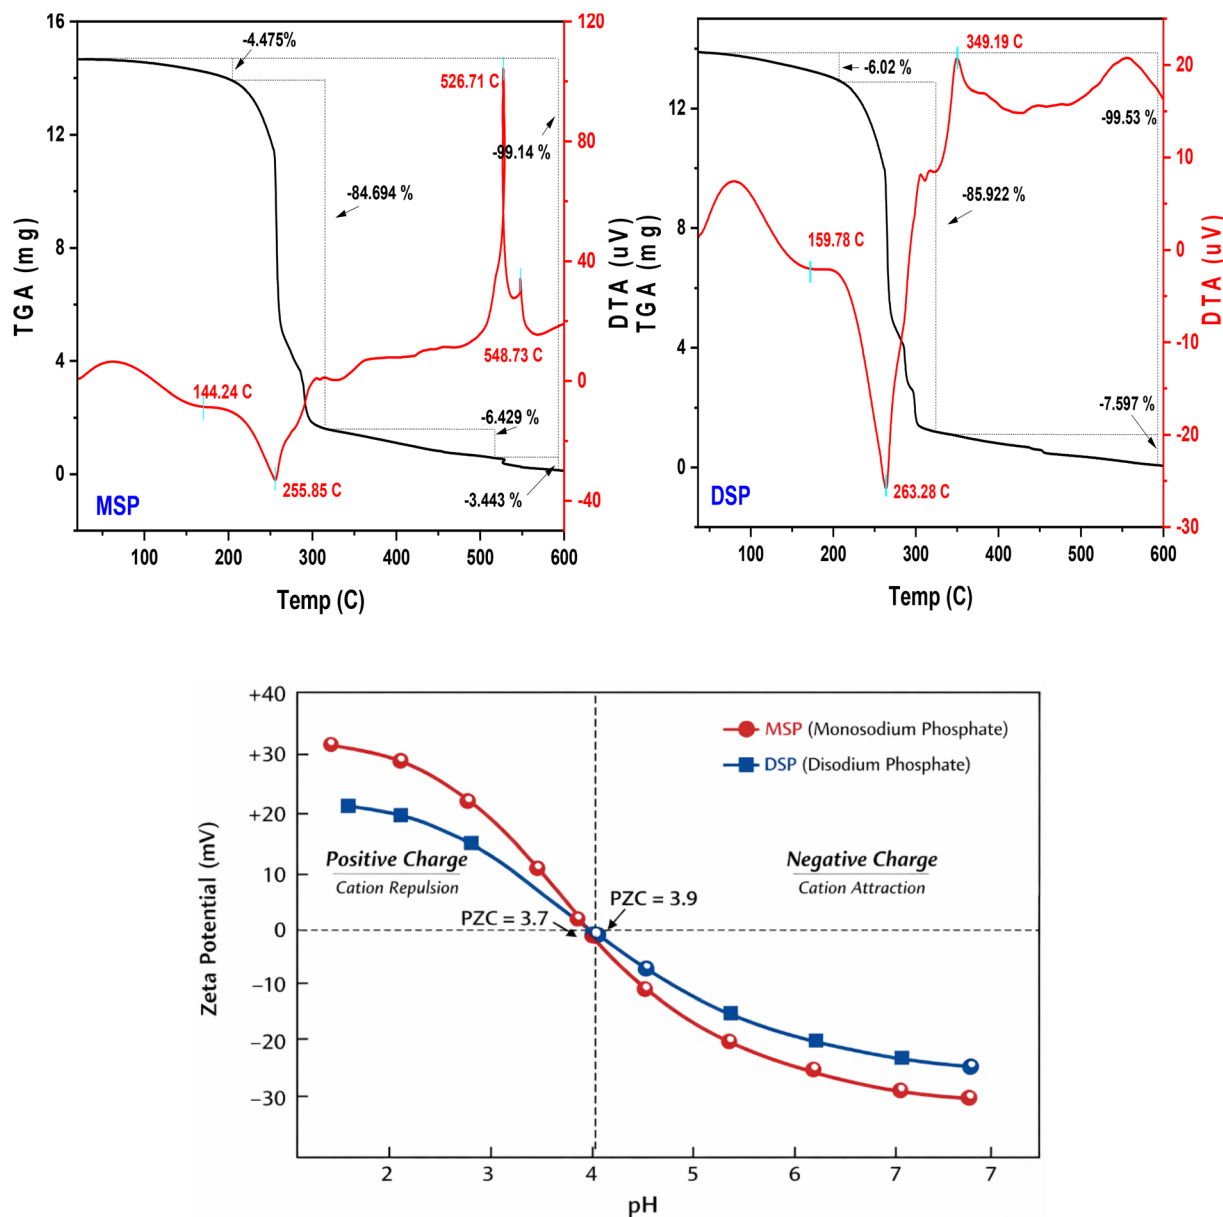 16
12
8
4
0
TGA (mg)
120
80
40
0
-40
DTA (uV)
-4.475%
526.71 C
-99.14 %
-84.694 %
144.24 C
548.73 C
-6.429 %
255.85 C
-3.443 %
MSP
100 200 300 400 500 600
Temp (C)
12
8
4
0
TGA (mg)
20
10
0
-10
-20
-30
DTA (uV)
349.19 C
-6.02 %
-99.53 %
-85.922 %
159.78 C
-7.597 %
263.28 C
DSP
100 200 300 400 500 600
Temp (C)
+40
+30
+20
10
0
−10
−20
−30
Zeta Potential (mV)
MSP (Monosodium Phosphate)
DSP (Disodium Phosphate)
Positive Charge
Cation Repulsion
Negative Charge
Cation Attraction
PZC = 3.9
PZC = 3.7
2 3 4 5 6 7 7
pH